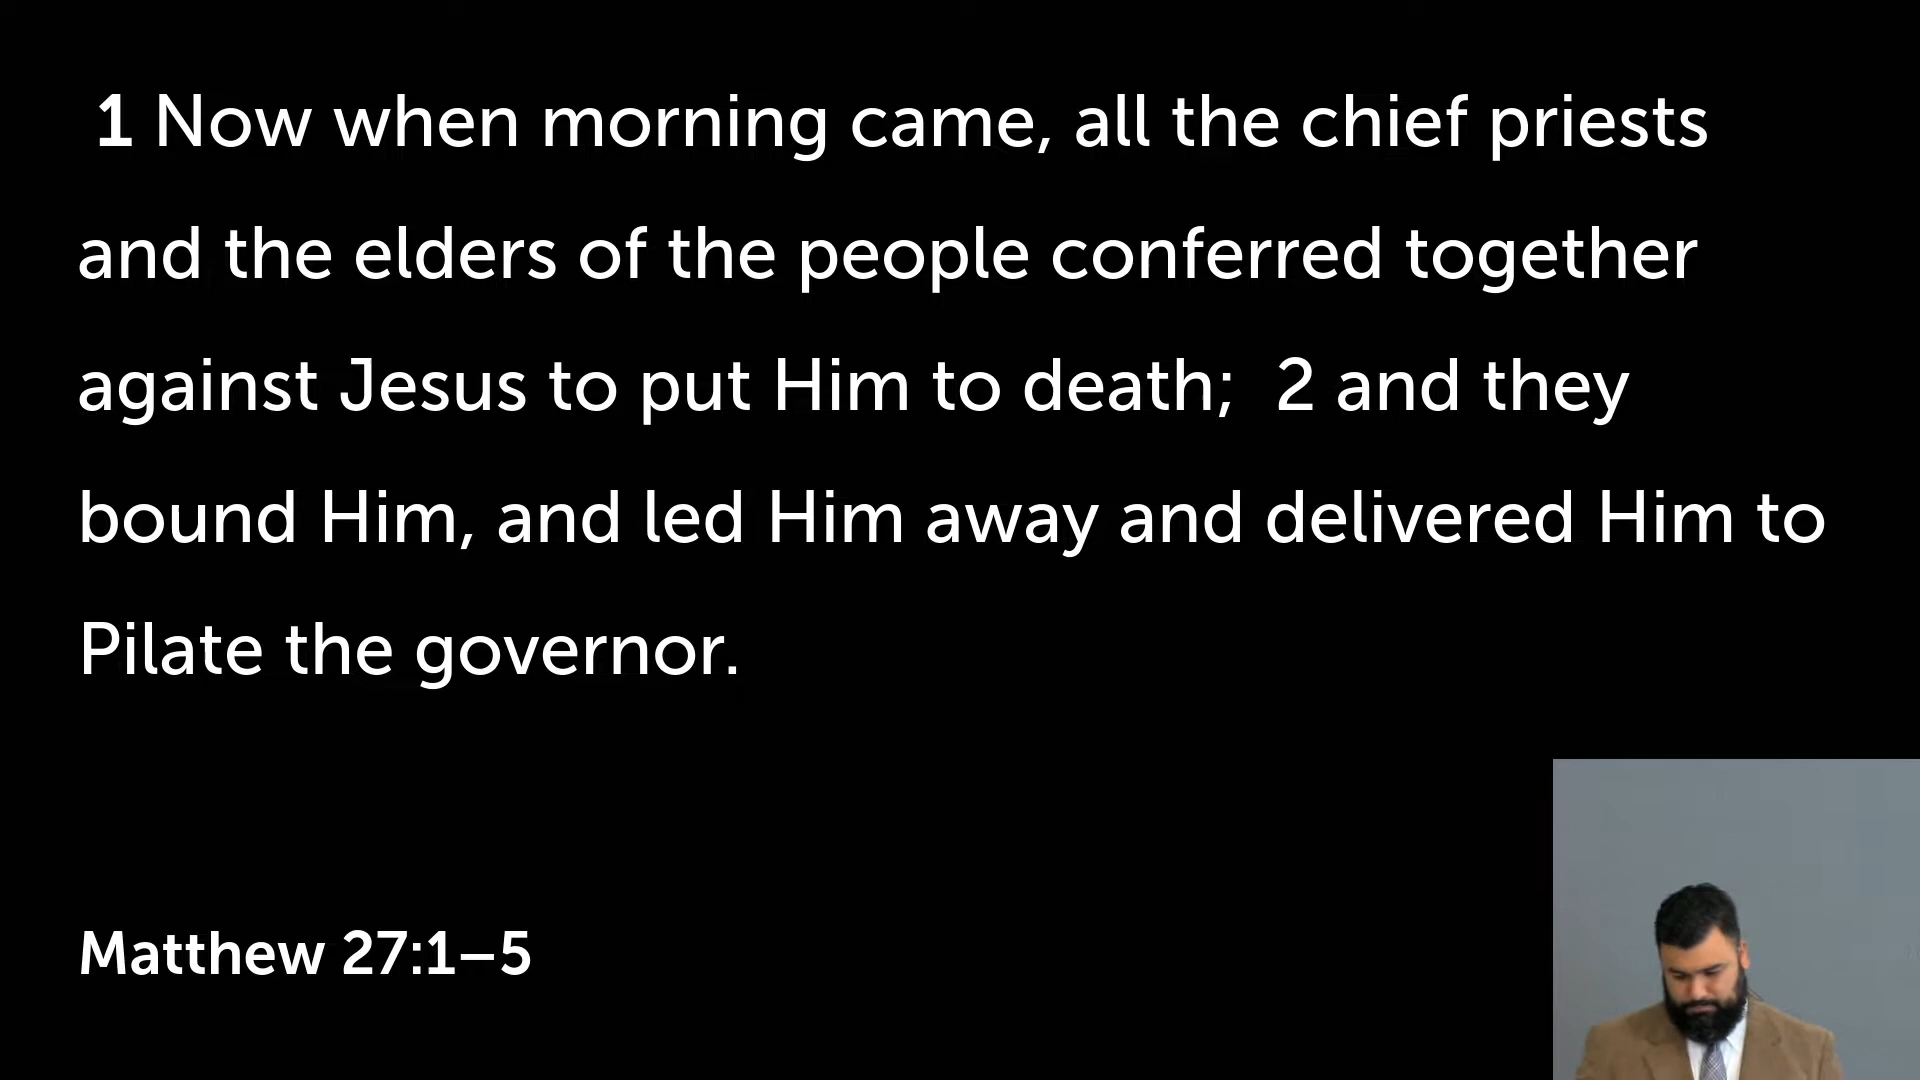 1 Now when morning came, all the chief priests
and the elders of the people conferred together
against Jesus to put Him to death; 2 and they
bound Him, and led Him away and delivered Him to
Pilate the governor.
Matthew 27:1–5